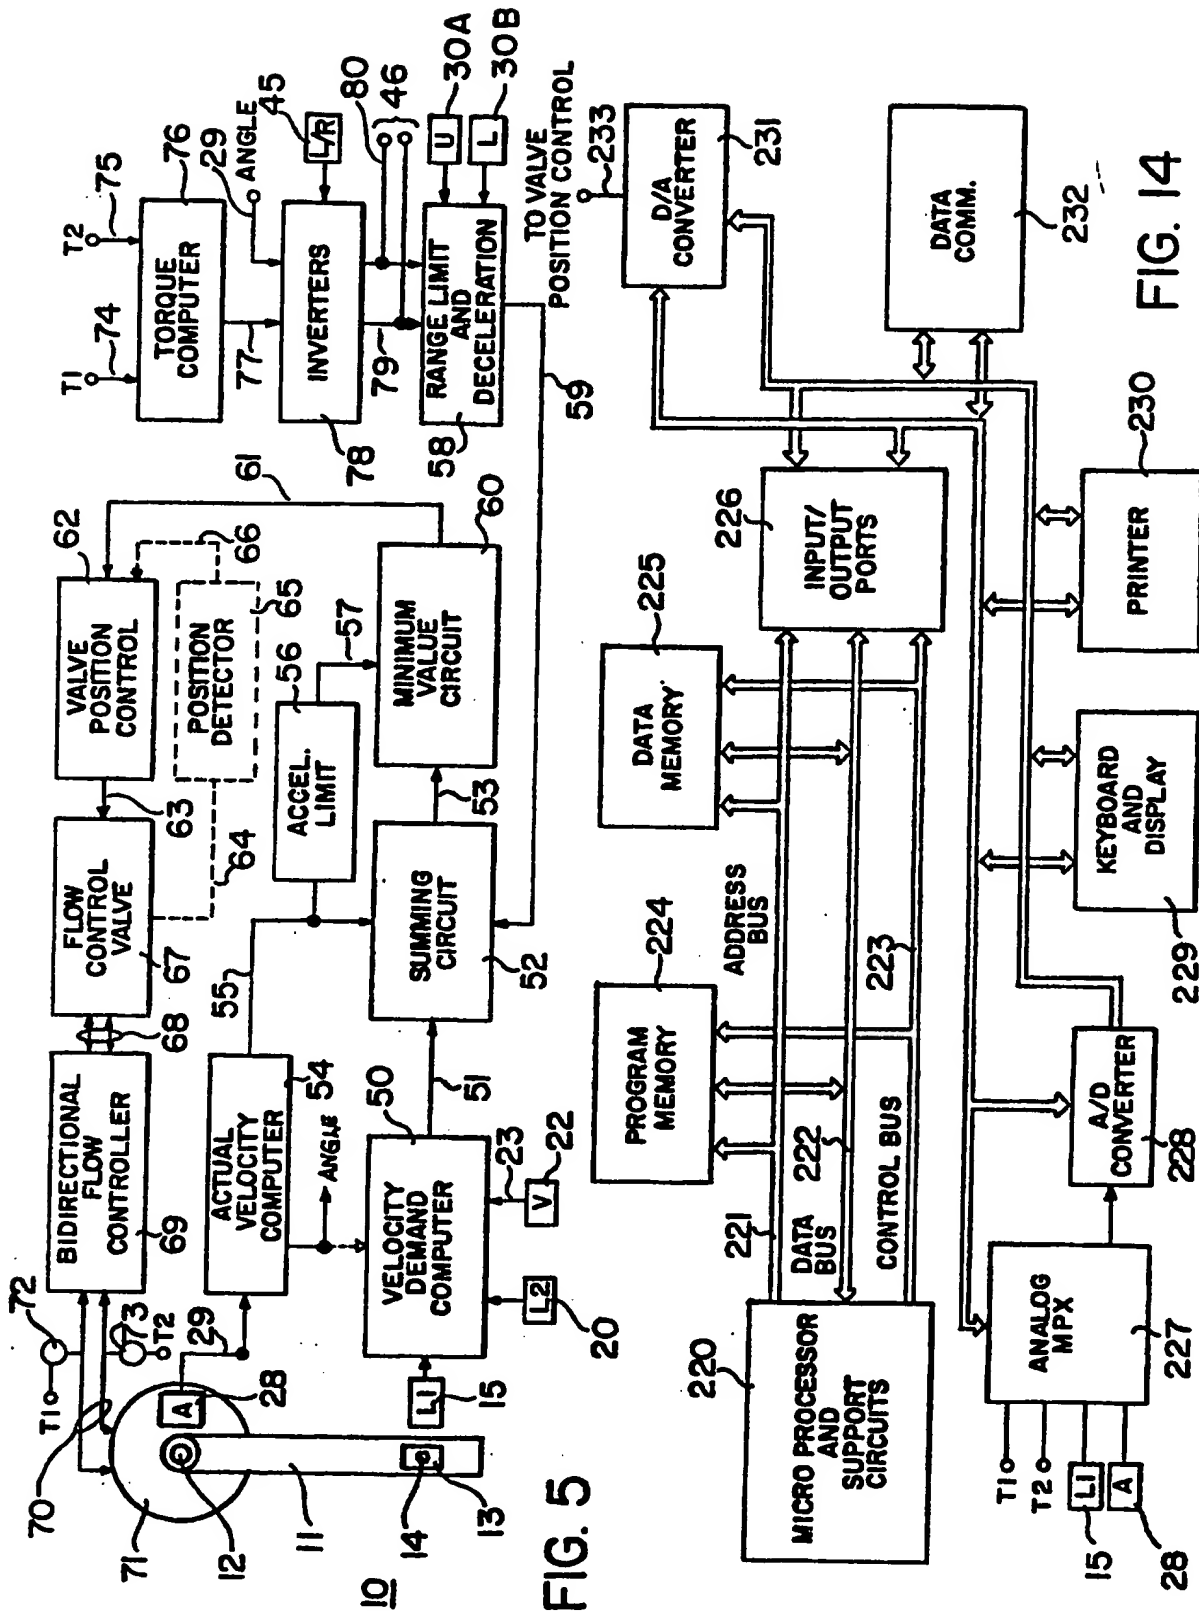 T1
74
T2
75
TORQUE
COMPUTER
76
77
29
ANGLE
INVERTERS
78
L/R
45
79
80
46
RANGE LIMIT
AND
DECELERATION
58
U
30A
L
30B
59
VALVE
POSITION
CONTROL
62
61
63
POSITION
DETECTOR
65
66
64
FLOW
CONTROL
VALVE
67
68
BIDIRECTIONAL
FLOW
CONTROLLER
69
ACCEL.
LIMIT
56
57
MINIMUM
VALUE
CIRCUIT
60
53
SUMMING
CIRCUIT
52
55
51
ACTUAL
VELOCITY
COMPUTER
54
ANGLE
VELOCITY
DEMAND
COMPUTER
50
23
V
22
L2
20
L1
15
T1
72
73
T2
70
71
A
28
29
12
11
14
13
10
FIG. 5
TO VALVE
POSITION CONTROL
233
D/A
CONVERTER
231
DATA
COMM.
232
FIG. 14
INPUT/
OUTPUT
PORTS
226
DATA
MEMORY
225
PROGRAM
MEMORY
224
ADDRESS
BUS
221
DATA
BUS
222
CONTROL BUS
223
MICRO PROCESSOR
AND
SUPPORT
CIRCUITS
220
PRINTER
230
KEYBOARD
AND
DISPLAY
229
A/D
CONVERTER
228
ANALOG
MPX
227
T1
T2
L1
15
A
28